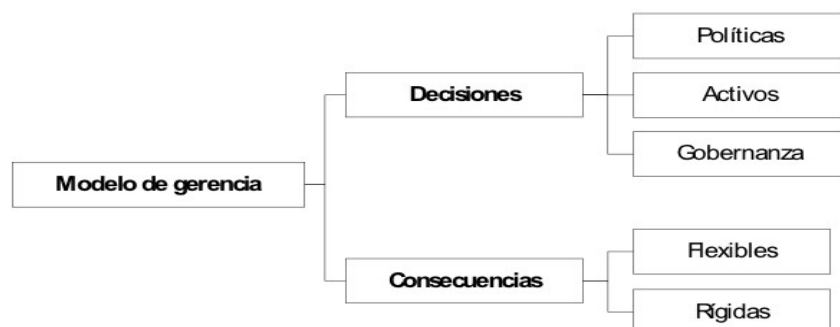 Políticas
Decisiones
Activos
Gobernanza
Modelo de gerencia
Flexibles
Consecuencias
Rígidas